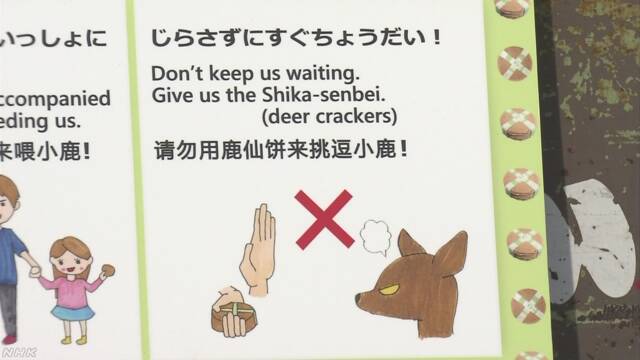 いっしょに
ccompanied
eding us.
来喂小鹿!
じらさずにすぐちょうだい!
Don't keep us waiting.
Give us the Shika-senbei.
(deer crackers)
请勿用鹿仙饼来挑逗小鹿!
NHK